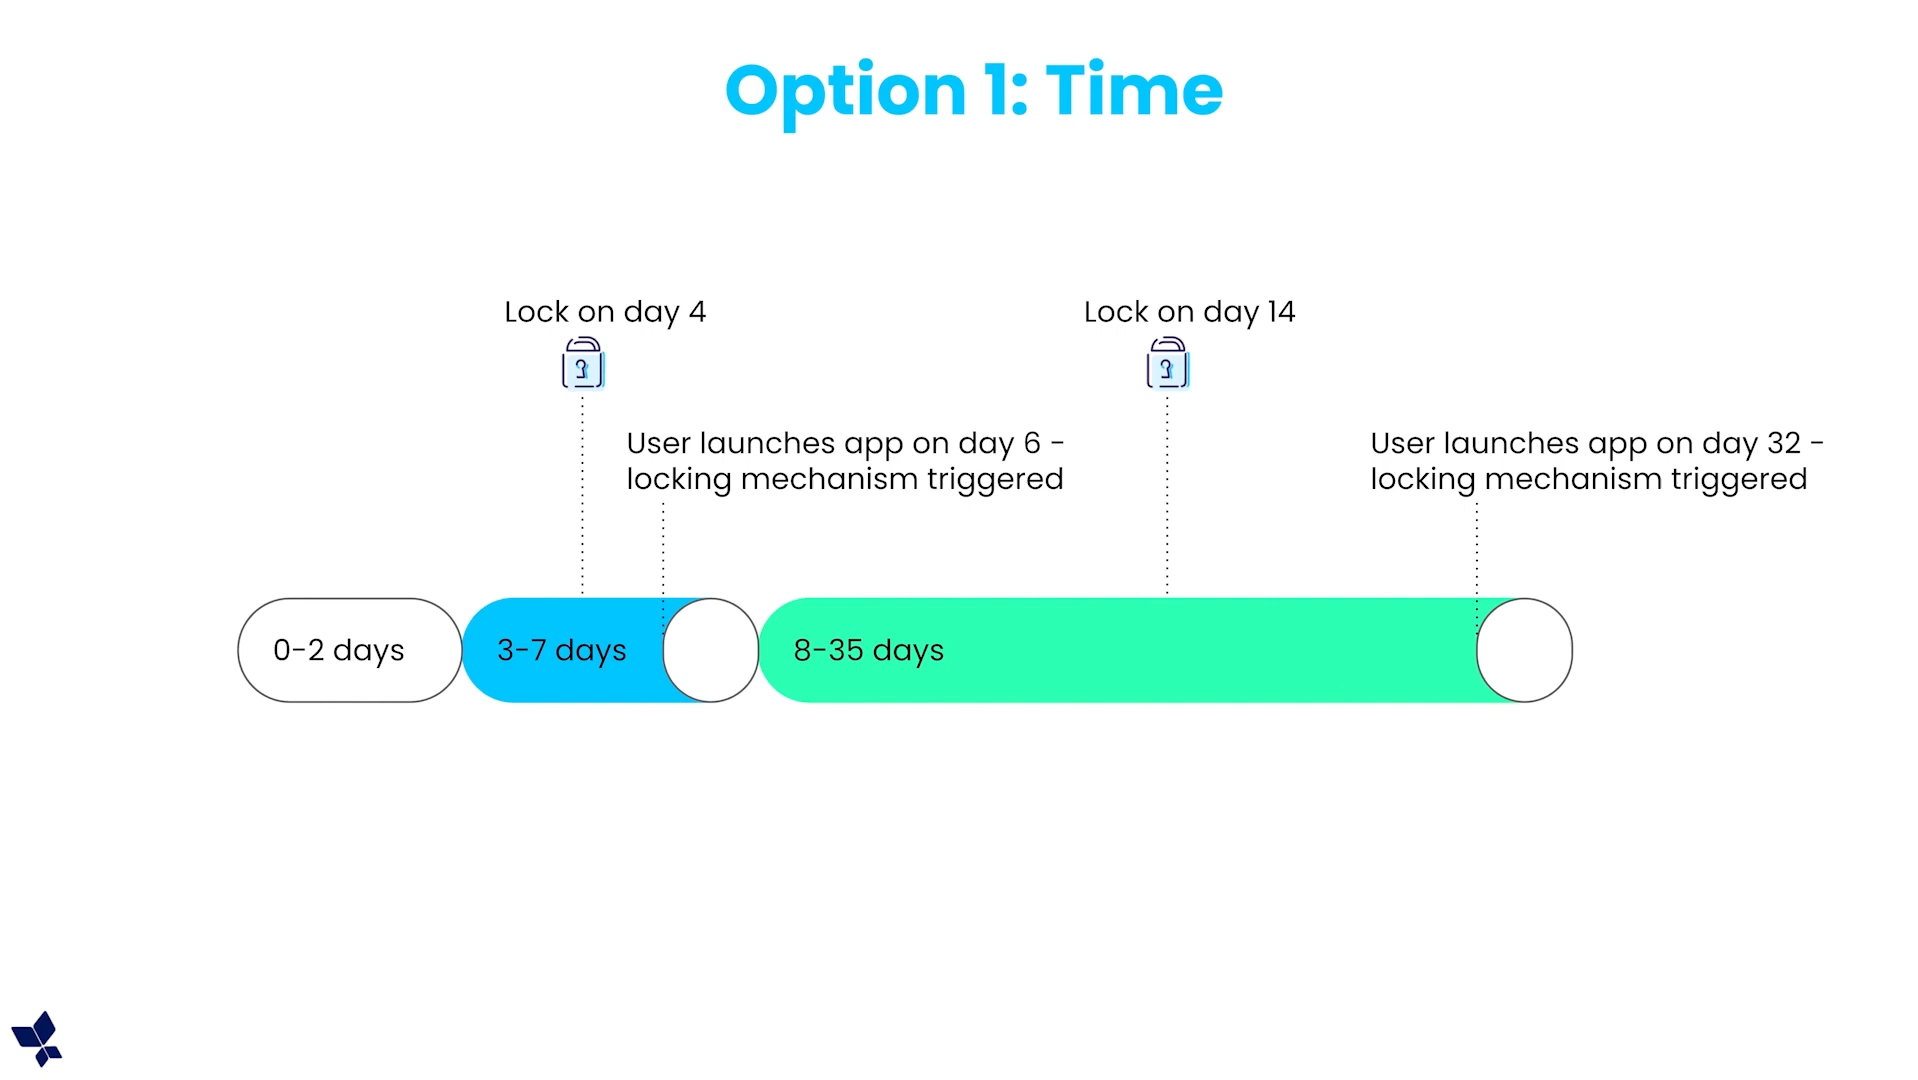 Option 1: Time
Lock on day 4
Lock on day 14
User launches app on day 6 -
locking mechanism triggered
User launches app on day 32 -
locking mechanism triggered
0-2 days
3-7 days
8-35 days